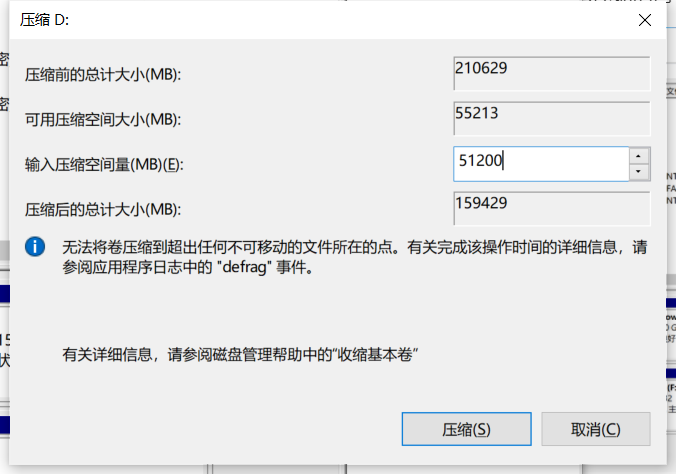 压缩 D:
压缩前的总计大小(MB):
210629
可用压缩空间大小(MB):
55213
输入压缩空间量(MB)(E):
51200
压缩后的总计大小(MB):
159429
无法将卷压缩到超出任何不可移动的文件所在的点。有关完成该操作时间的详细信息，请
参阅应用程序日志中的 "defrag" 事件。
有关详细信息，请参阅磁盘管理帮助中的“收缩基本卷”
压缩(S)
取消(C)